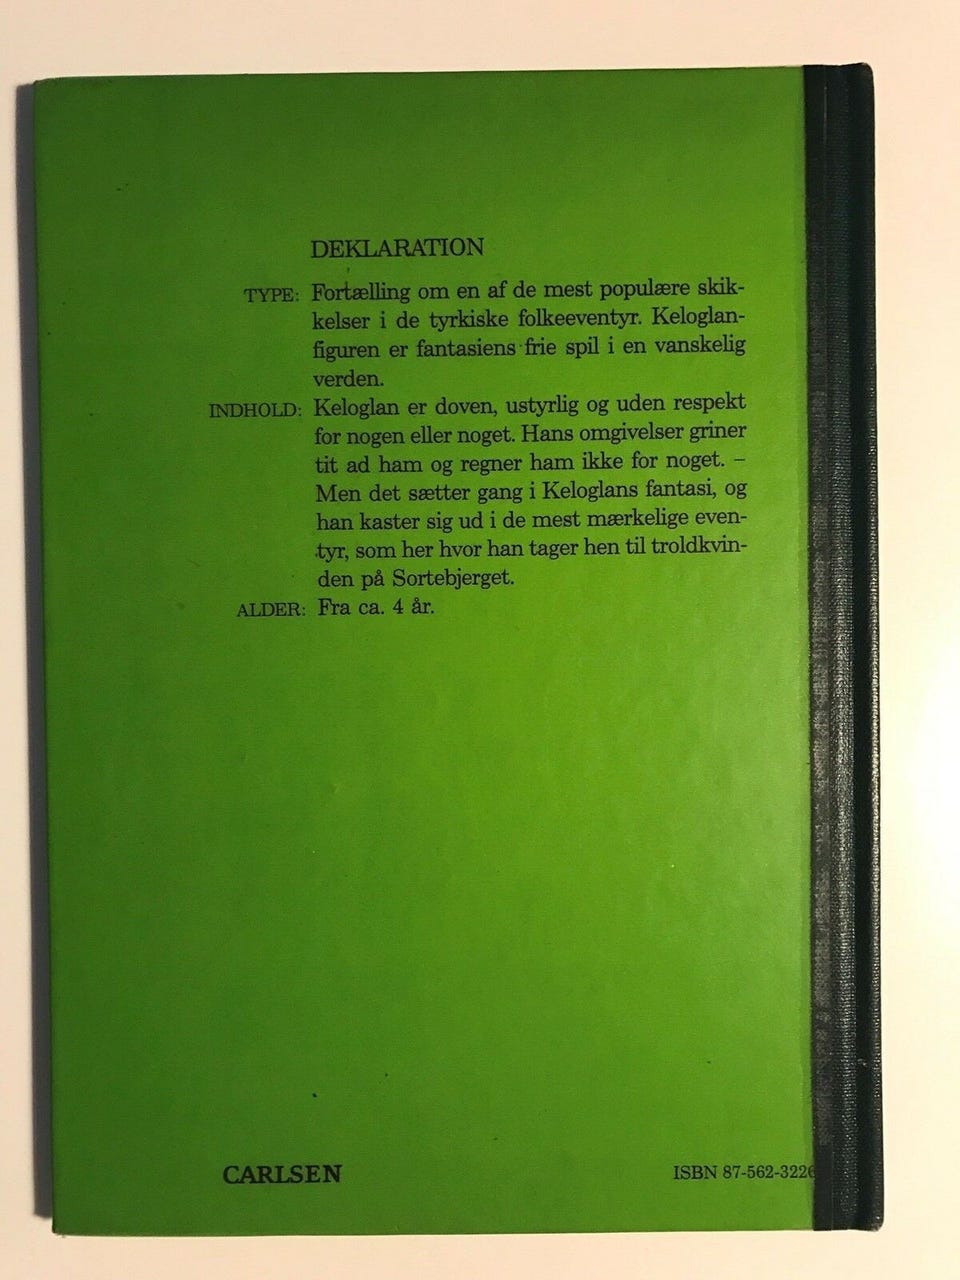 DEKLARATION
TYPE: Fortælling om en af de mest populære skik-
kelser i de tyrkiske folkeeventyr. Keloglan-
figuren er fantasiens frie spil i en vanskelig
verden.
INDHOLD: Keloglan er doven, ustyrlig og uden respekt
for nogen eller noget. Hans omgivelser griner
tit ad ham og regner ham ikke for noget. –
Men det sætter gang i Keloglans fantasi, og
han kaster sig ud i de mest mærkelige even-
tyr, som her hvor han tager hen til troldkvin-
den på Sortebjerget.
ALDER: Fra ca. 4 år.
CARLSEN
ISBN 87-562-3226